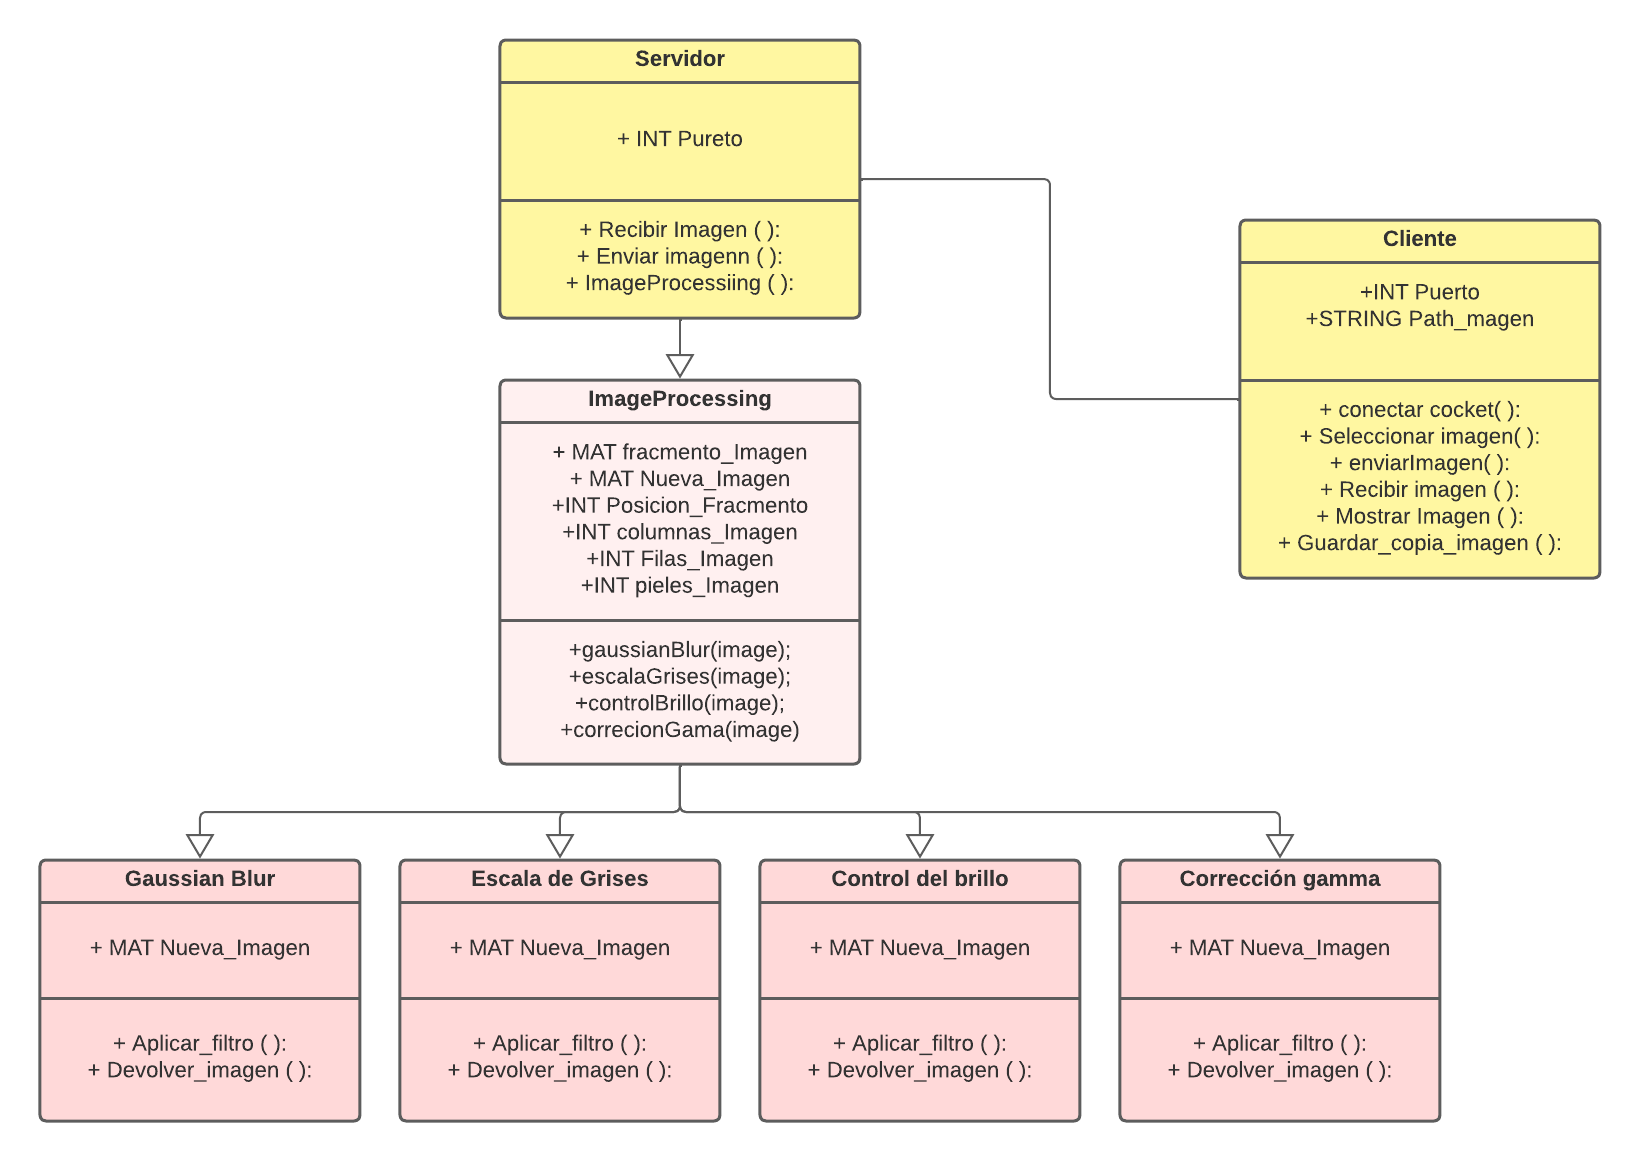 Servidor
+ INT Pureto
+ Recibir Imagen ( ):
+ Enviar imagenn ( ):
+ ImageProcessiing ( ):
Cliente
+INT Puerto
+STRING Path_magen
+ conectar cocket( ):
+ Seleccionar imagen( ):
+ enviarImagen( ):
+ Recibir imagen ( ):
+ Mostrar Imagen ( ):
+ Guardar_copia_imagen ( ):
ImageProcessing
+ MAT fracmento_Imagen
+ MAT Nueva_Imagen
+INT Posicion_Fracmento
+INT columnas_Imagen
+INT Filas_Imagen
+INT pieles_Imagen
+gaussianBlur(image);
+escalaGrises(image);
+controlBrillo(image);
+correcionGama(image)
Gaussian Blur
+ MAT Nueva_Imagen
+ Aplicar_filtro ( ):
+ Devolver_imagen ( ):
Escala de Grises
+ MAT Nueva_Imagen
+ Aplicar_filtro ( ):
+ Devolver_imagen ( ):
Control del brillo
+ MAT Nueva_Imagen
+ Aplicar_filtro ( ):
+ Devolver_imagen ( ):
Corrección gamma
+ MAT Nueva_Imagen
+ Aplicar_filtro ( ):
+ Devolver_imagen ( ):